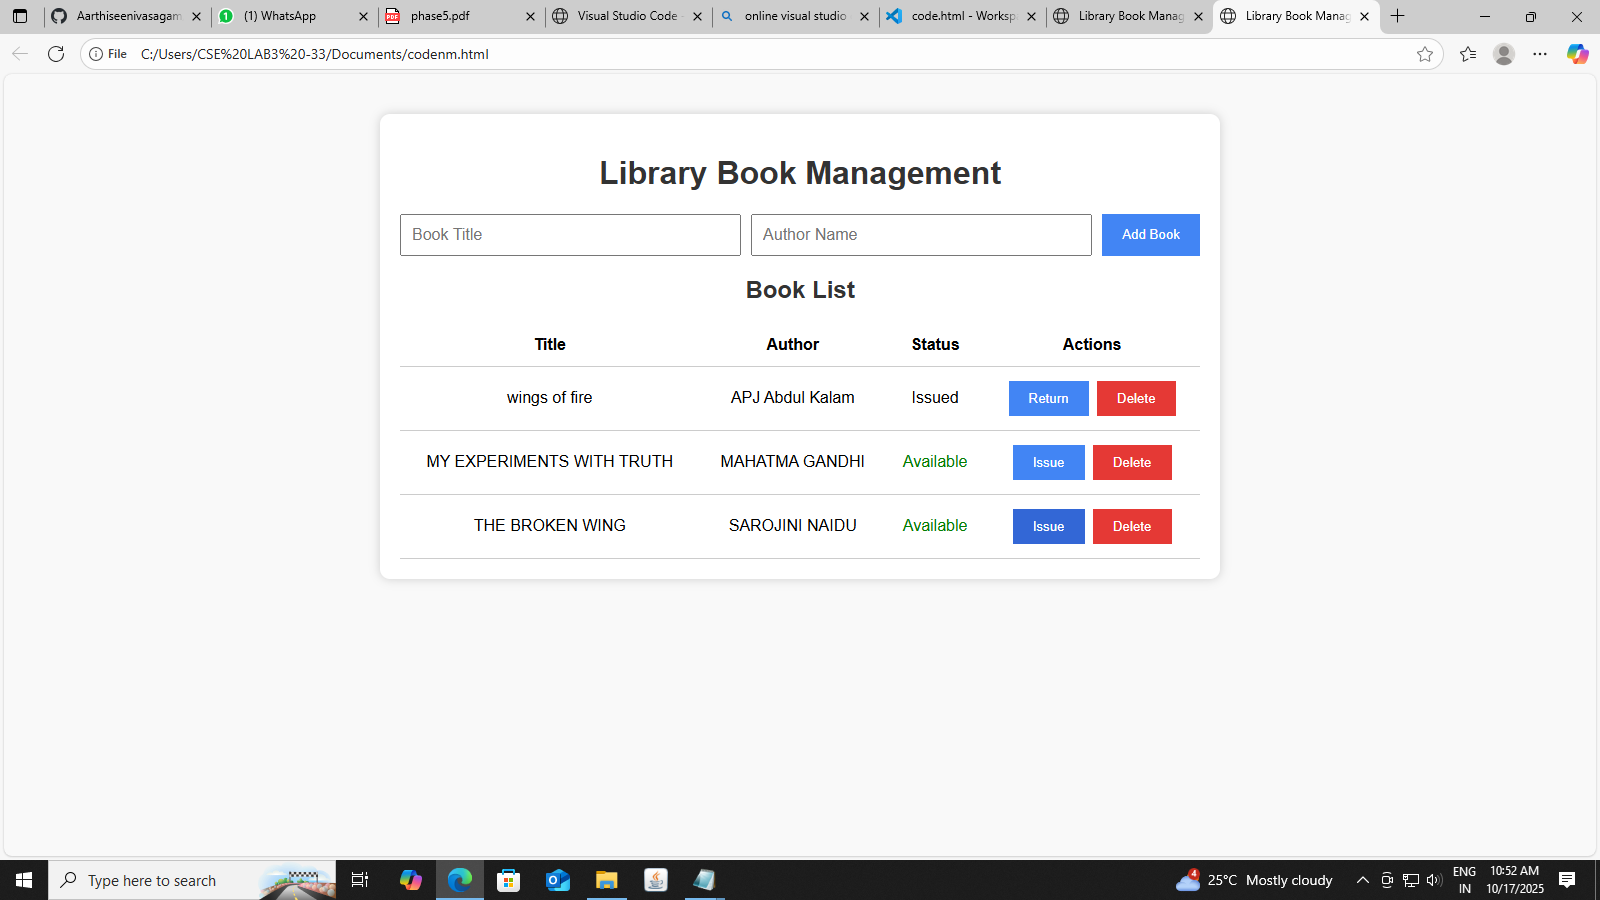 Aarthiseenivasagam
(1) WhatsApp
phase5.pdf
Visual Studio Code -
online visual studio
code.html - Worksp
Library Book Manag
Library Book Manag
File C:/Users/CSE%20LAB3%20-33/Documents/codenm.html
Library Book Management
Book Title Author Name Add Book
Book List
Title Author Status Actions
wings of fire APJ Abdul Kalam Issued Return Delete
MY EXPERIMENTS WITH TRUTH MAHATMA GANDHI Available Issue Delete
THE BROKEN WING SAROJINI NAIDU Available Issue Delete
Type here to search
4
25°C Mostly cloudy
ENG
IN
10:52 AM
10/17/2025